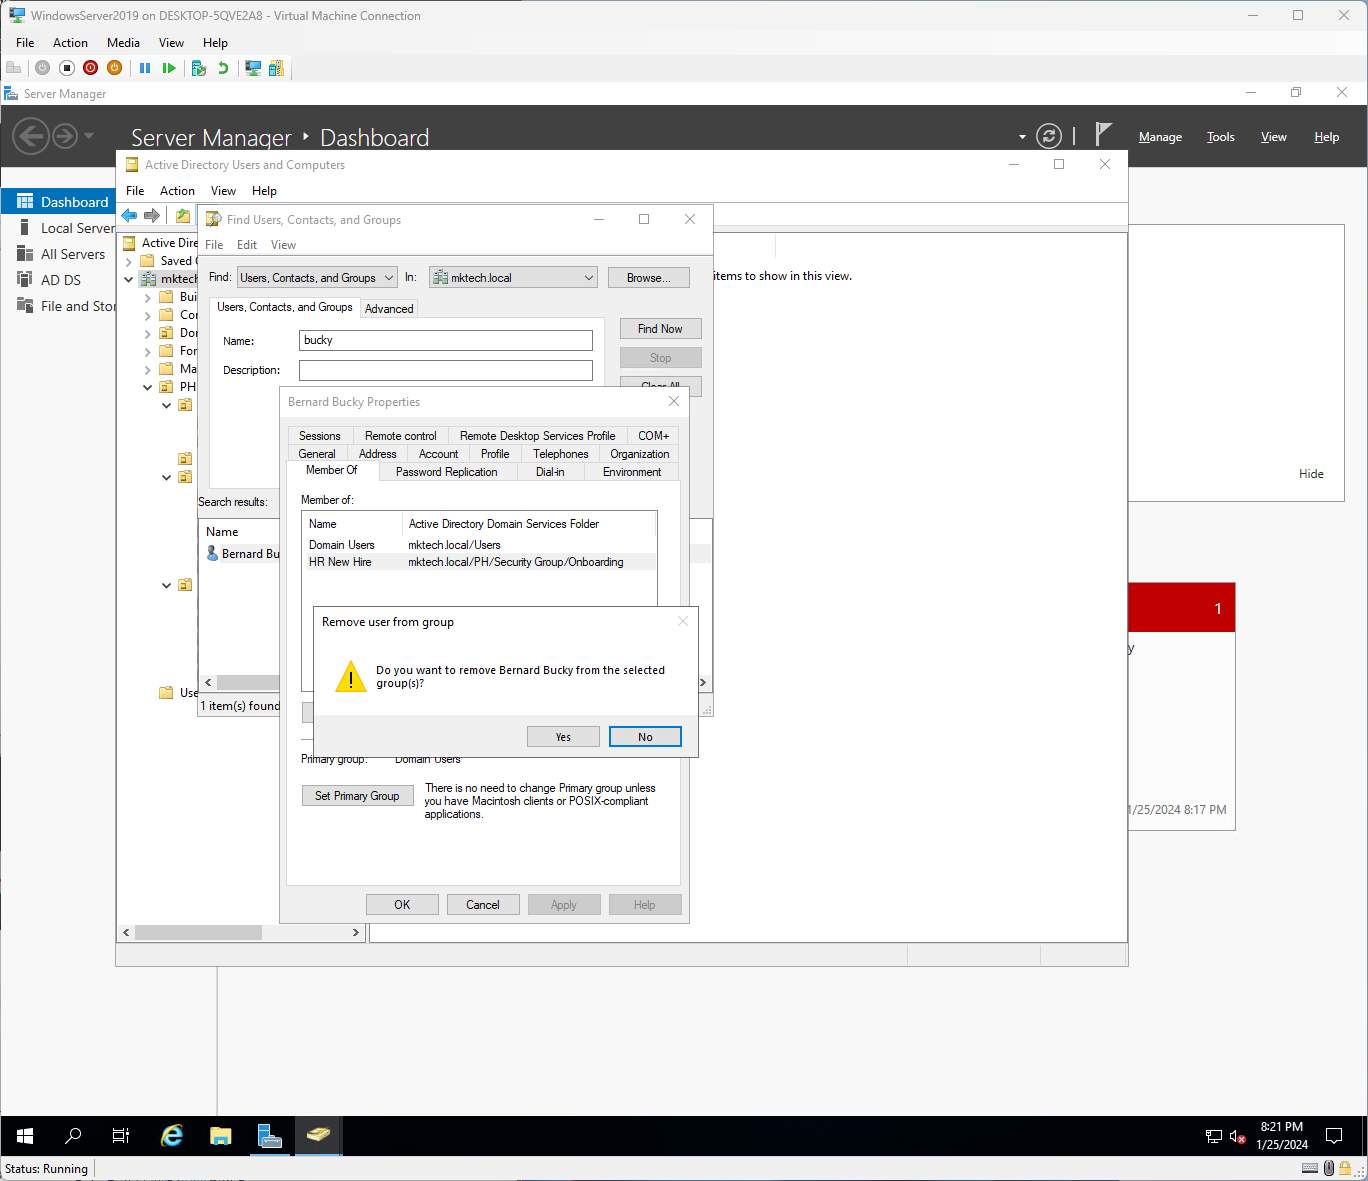 WindowsServer2019 on DESKTOP-5QVE2A8 - Virtual Machine Connection
File Action Media View Help
Server Manager
Server Manager ‣ Dashboard
Manage Tools View Help
Active Directory Users and Computers
File Action View Help
Dashboard
Local Server
All Servers
AD DS
File and Sto
Active Dire
Saved
mktech
Bui
Co
Do
For
Ma
PH
Use
items to show in this view.
Find Users, Contacts, and Groups
File Edit View
Find: Users, Contacts, and Groups In: mktech.local Browse...
Users, Contacts, and Groups Advanced
Name: bucky
Description:
Find Now
Stop
Clear All
Search results:
Name
Bernard Bu
1 item(s) found
Bernard Bucky Properties
Sessions Remote control Remote Desktop Services Profile COM+
General Address Account Profile Telephones Organization
Member Of Password Replication Dial-in Environment
Member of:
Name Active Directory Domain Services Folder
Domain Users mktech.local/Users
HR New Hire mktech.local/PH/Security Group/Onboarding
Remove user from group
Do you want to remove Bernard Bucky from the selected
group(s)?
Yes No
Primary group: Domain Users
Set Primary Group
There is no need to change Primary group unless
you have Macintosh clients or POSIX-compliant
applications.
OK Cancel Apply Help
Hide
1
y
1/25/2024 8:17 PM
8:21 PM
1/25/2024
Status: Running